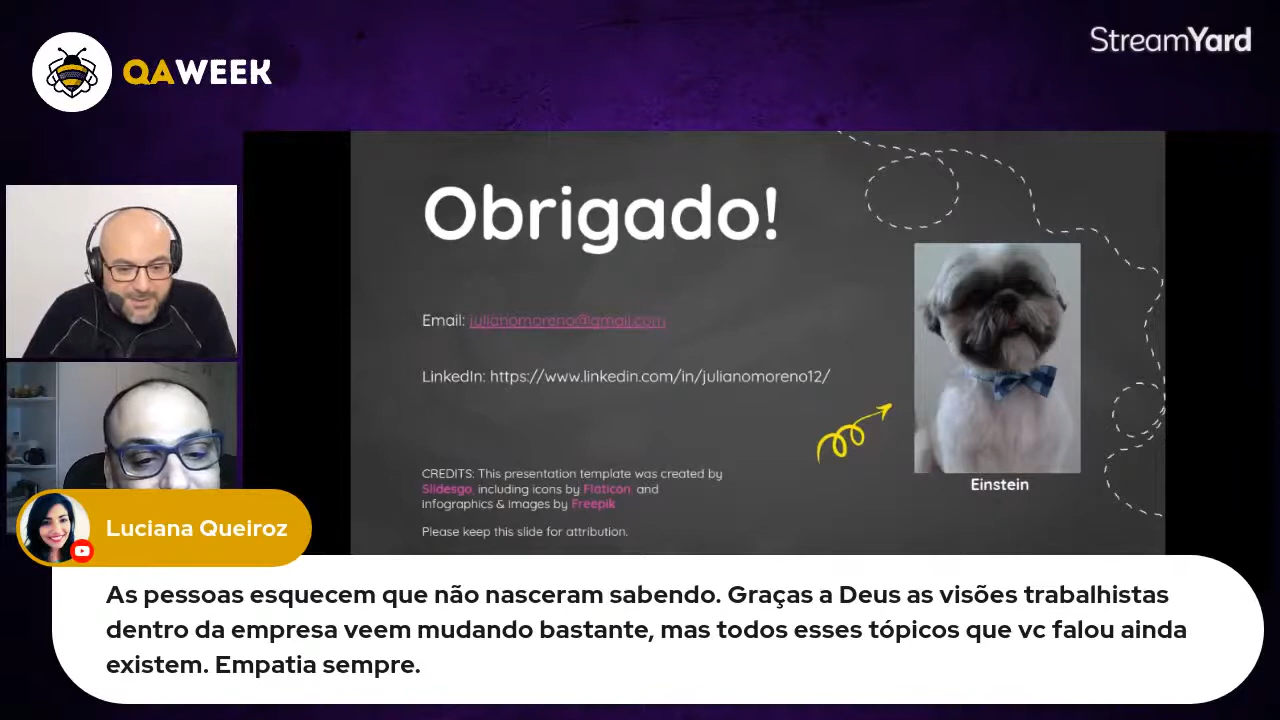 QAWEEK
StreamYard
Obrigado!
Email: julianomoreno@gmail.com
LinkedIn: https://www.linkedin.com/in/julianomoreno12/
CREDITS: This presentation template was created by
Slidesgo, including icons by Flaticon, and
infographics & images by Freepik
Please keep this slide for attribution.
Einstein
Luciana Queiroz
As pessoas esquecem que não nasceram sabendo. Graças a Deus as visões trabalhistas
dentro da empresa veem mudando bastante, mas todos esses tópicos que vc falou ainda
existem. Empatia sempre.